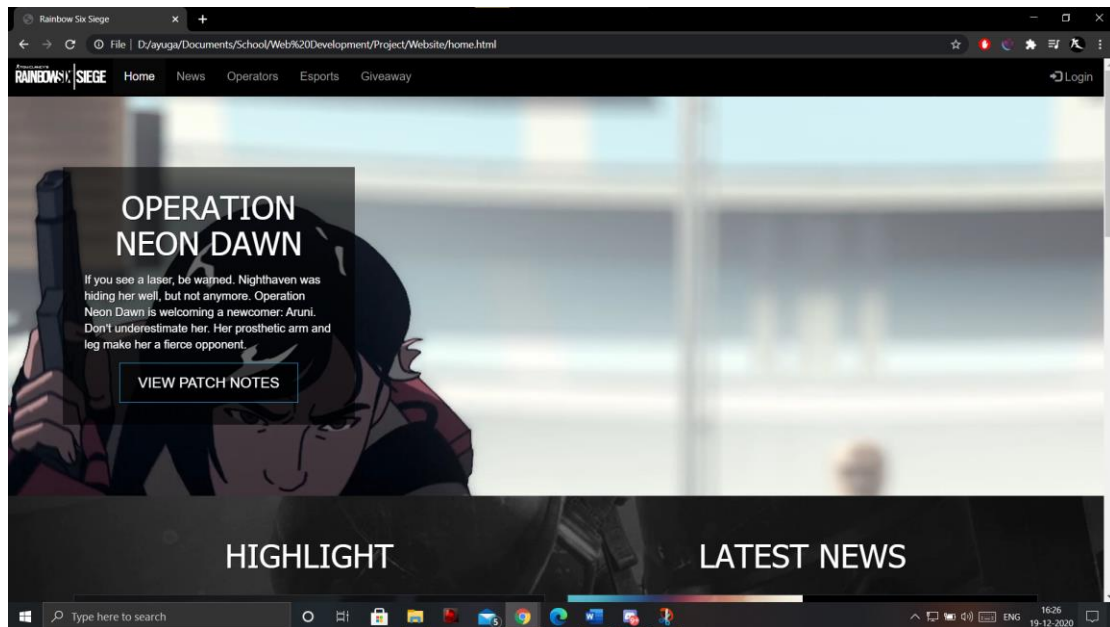 Rainbow Six Siege
File | D:/ayuga/Documents/School/Web%20Development/Project/Website/home.html
RAINBOW SIX | SIEGE Home News Operators Esports Giveaway Login
OPERATION
NEON DAWN
If you see a laser, be warned. Nighthaven was
hiding her well, but not anymore. Operation
Neon Dawn is welcoming a newcomer: Aruni.
Don't underestimate her. Her prosthetic arm and
leg make her a fierce opponent.
VIEW PATCH NOTES
HIGHLIGHT LATEST NEWS
Type here to search
5
ENG
16:26
19-12-2020